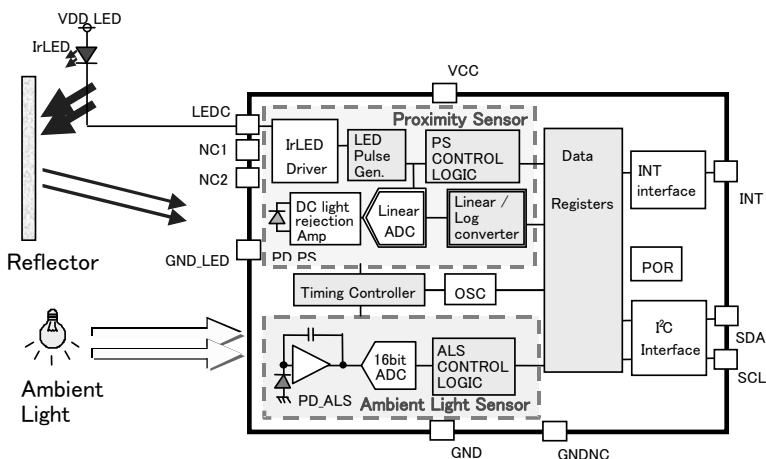 VDD_LED
IrLED
VCC
LEDC
NC1
NC2
GND_LED
Reflector
Ambient
Light
Proximity Sensor
IrLED
Driver
LED
Pulse
Gen.
PS
CONTROL
LOGIC
DC light
rejection
Amp
PD_PS
Linear
ADC
Linear /
Log
converter
Timing Controller
OSC
PD_ALS
16bit
ADC
ALS
CONTROL
LOGIC
Ambient Light Sensor
Data
Registers
INT
interface
INT
POR
I²C
Interface
SDA
SCL
GND
GNDNC